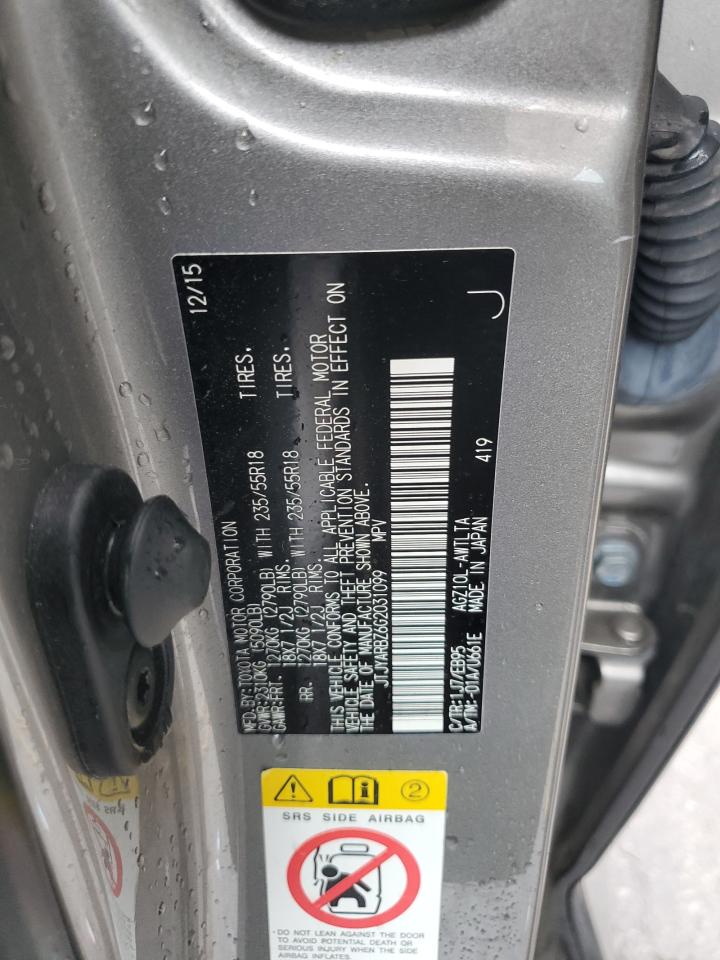 MFD.BY:TOYOTA MOTOR CORPORATION 12/15
GVWR:2310KG (5090LB)
GAWR:FRT. 1270KG (2790LB) WITH 235/55R18 TIRES.
18X7 1/2J RIMS.
RR. 1270KG (2790LB) WITH 235/55R18 TIRES.
18X7 1/2J RIMS.
THIS VEHICLE CONFORMS TO ALL APPLICABLE FEDERAL MOTOR
VEHICLE SAFETY AND THEFT PREVENTION STANDARDS IN EFFECT ON
THE DATE OF MANUFACTURE SHOWN ABOVE.
JTJYARBZGG2031099 MPV
C/TR:1J7/EB95 AGZ10L-AWTLTA 419
A/TM:-01A/U661E MADE IN JAPAN
J
2
SRS SIDE AIRBAG
·DO NOT LEAN AGAINST THE DOOR
TO AVOID POTENTIAL DEATH OR
SERIOUS INJURY WHEN THE SIDE
AIRBAG INFLATES.